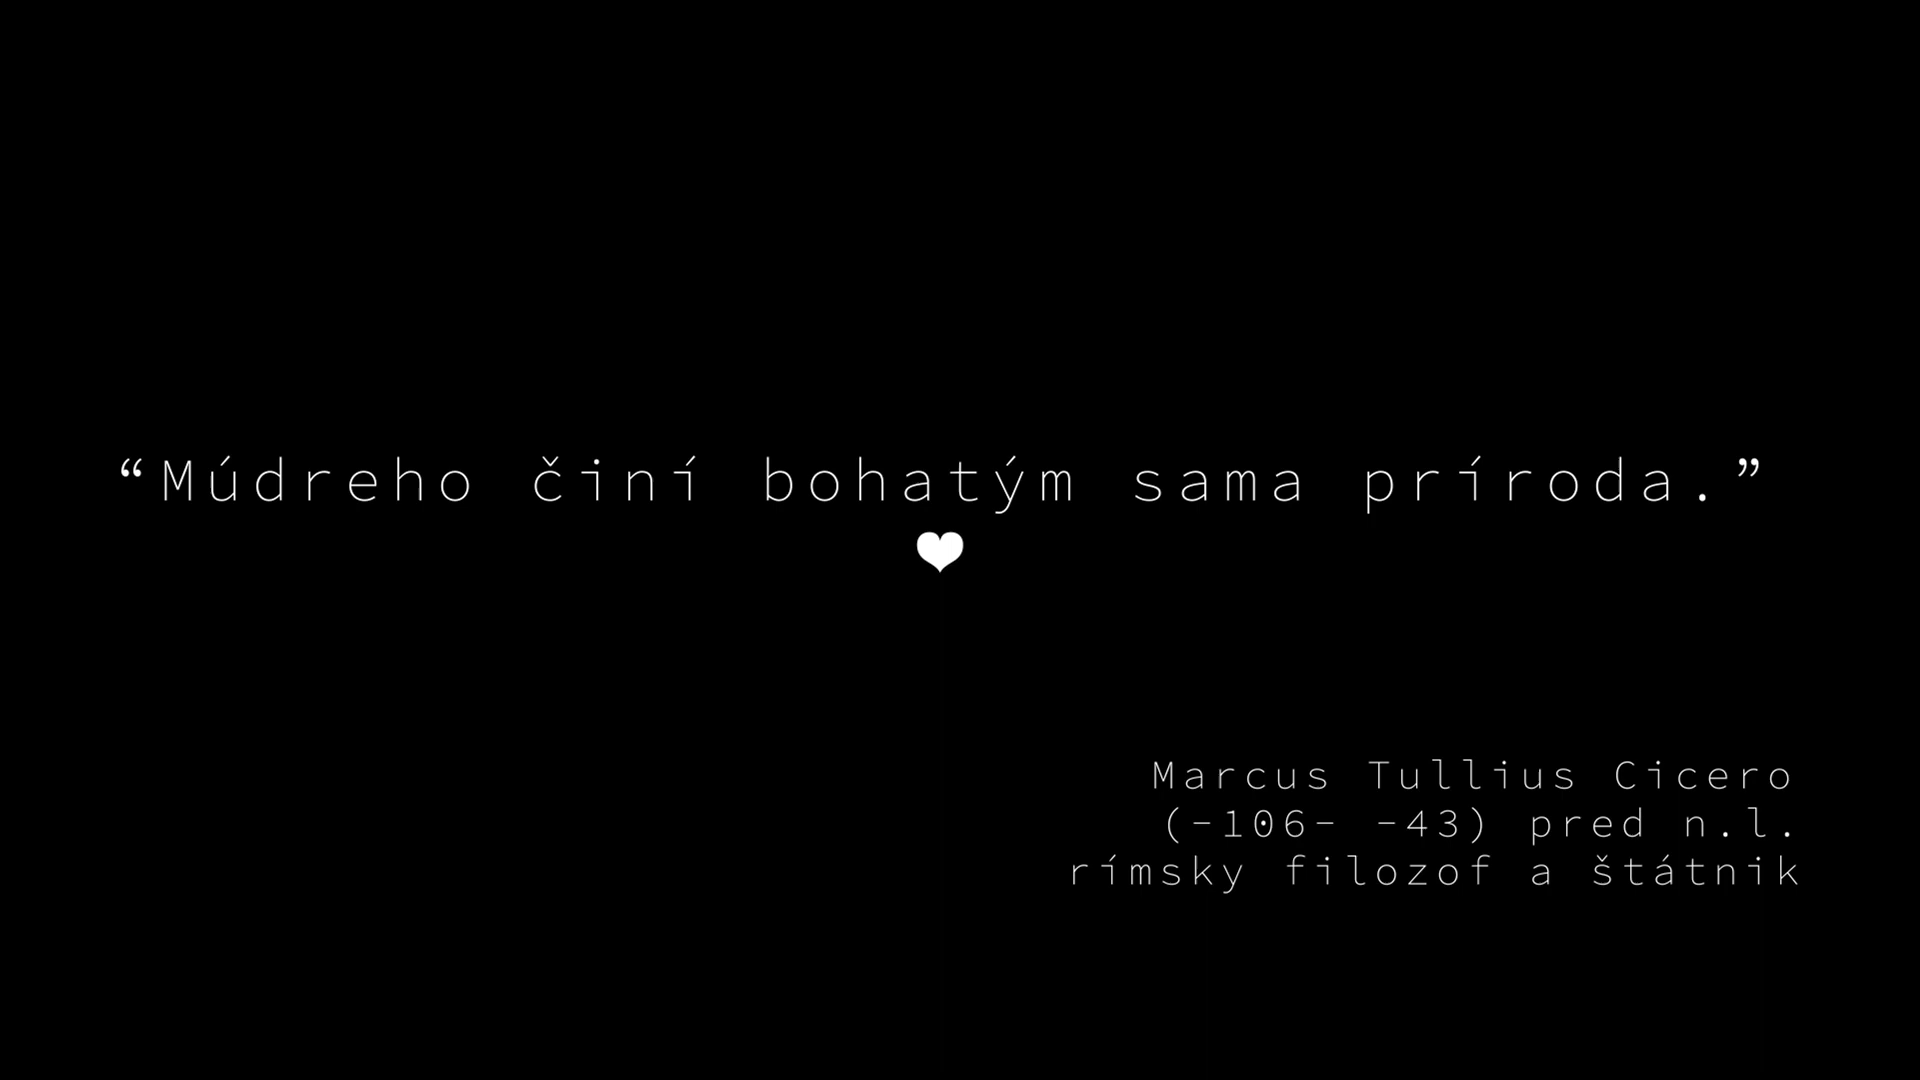 “Múdreho činí bohatým sama príroda.”
❤
Marcus Tullius Cicero
(-106- -43) pred n.l.
rímsky filozof a štátnik